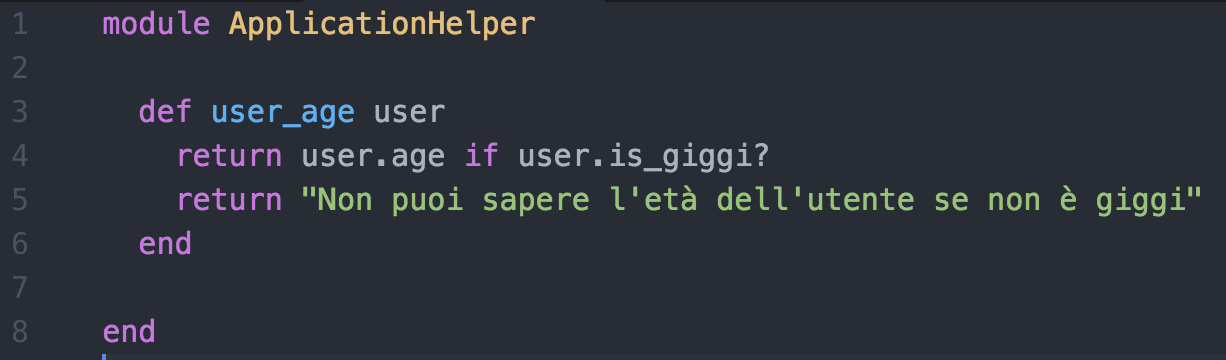 1 module ApplicationHelper
2
3 def user_age user
4 return user.age if user.is_giggi?
5 return "Non puoi sapere l'età dell'utente se non è giggi"
6 end
7
8 end